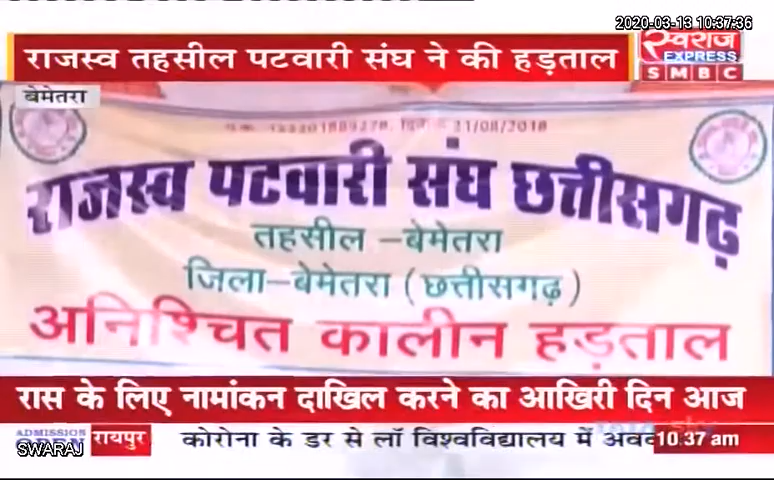 2020-03-13 10:37:36
राजस्व तहसील पटवारी संघ ने की हड़ताल
स्वराज
EXPRESS
SMBC
बेमेतरा
21/08/2018
राजस्व पटवारी संघ छत्तीसगढ़
तहसील -बेमेतरा
जिला-बेमेतरा (छत्तीसगढ़)
अनिश्चित कालीन हड़ताल
रास के लिए नामांकन दाखिल करने का आखिरी दिन आज
ADMISSION
OPEN
रायपुर
कोरोना के डर से लॉ विश्वविद्यालय में
10:37 am
SWARAJ